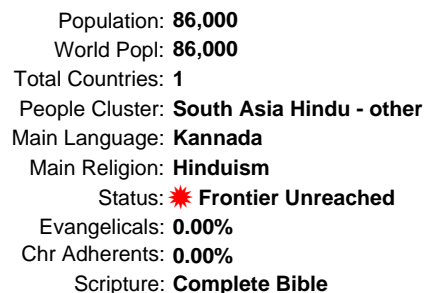 Population: 86,000
World Popl: 86,000
Total Countries: 1
People Cluster: South Asia Hindu - other
Main Language: Kannada
Main Religion: Hinduism
Status: Frontier Unreached
Evangelicals: 0.00%
Chr Adherents: 0.00%
Scripture: Complete Bible